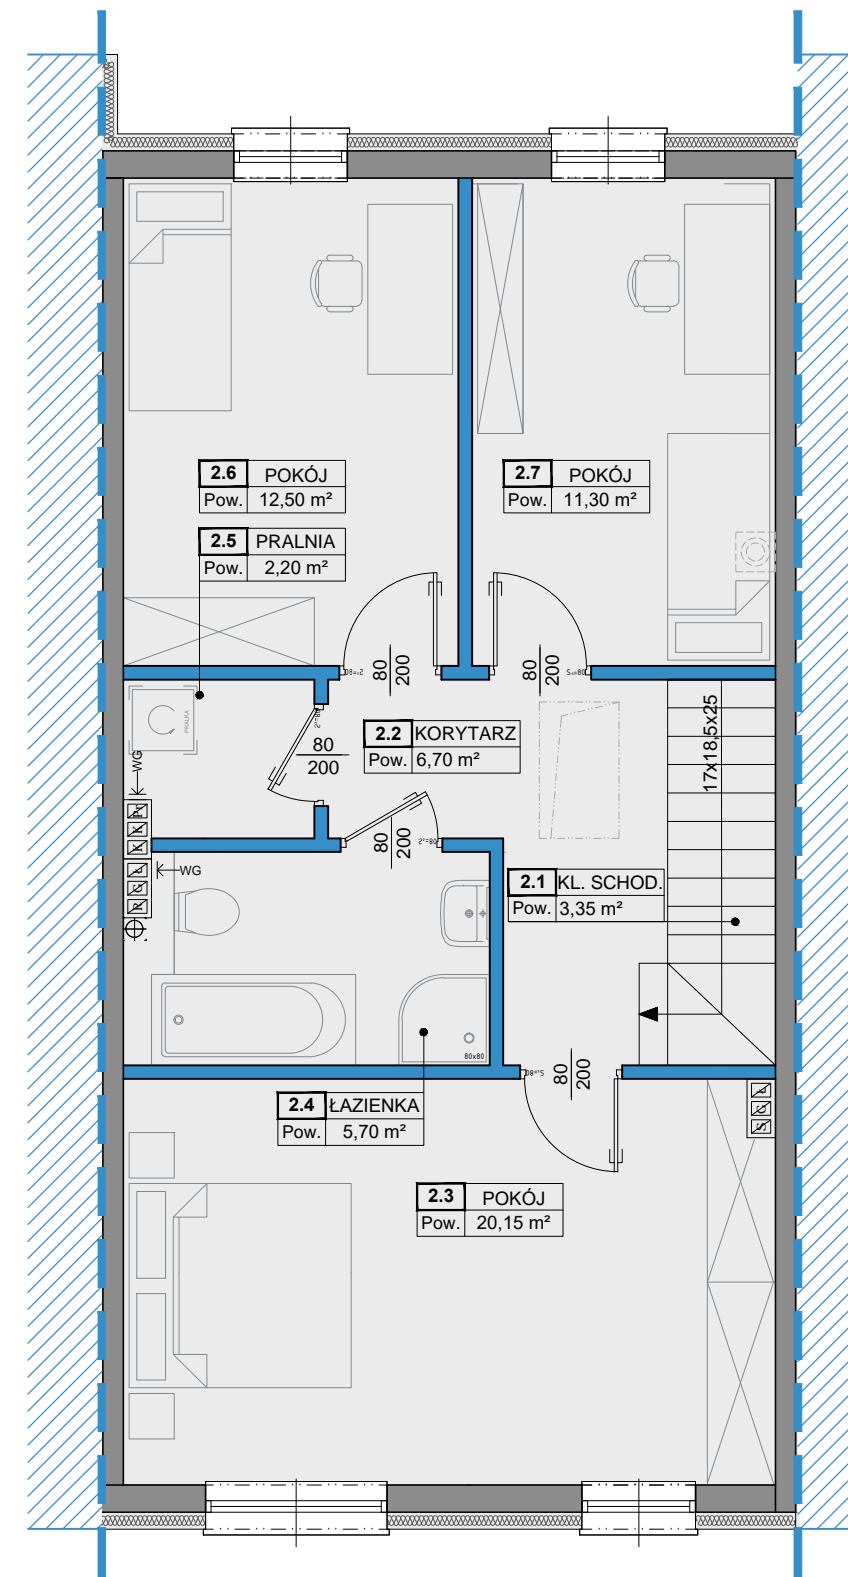 2.6 POKÓJ
Pow. 12,50 m²
2.7 POKÓJ
Pow. 11,30 m²
2.5 PRALNIA
Pow. 2,20 m²
80
200
80
200
PRALKA
WG
80
200
2.2 KORYTARZ
Pow. 6,70 m²
17x18,5x25
80
200
WG
2.1 KL. SCHOD.
Pow. 3,35 m²
80x80
80
200
2.4 ŁAZIENKA
Pow. 5,70 m²
2.3 POKÓJ
Pow. 20,15 m²